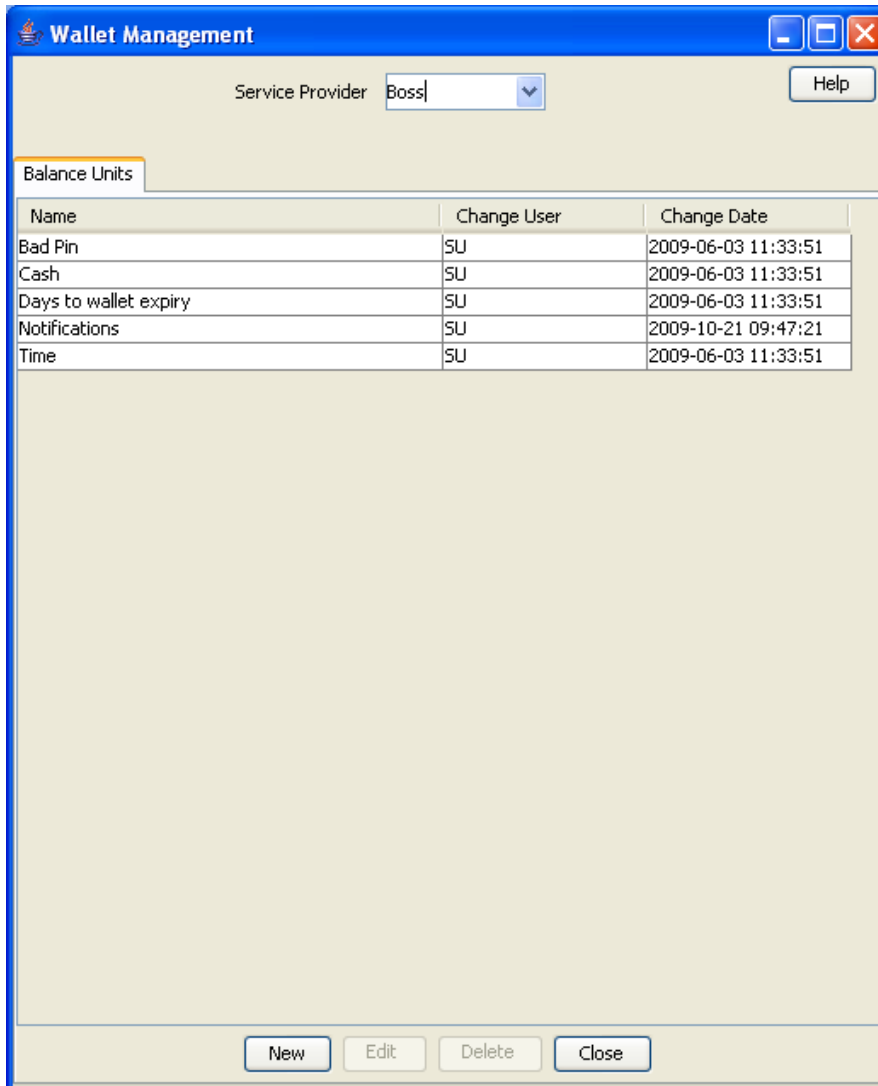 Wallet Management
Service Provider Boss Help
Balance Units
Name Change User Change Date
Bad Pin SU 2009-06-03 11:33:51
Cash SU 2009-06-03 11:33:51
Days to wallet expiry SU 2009-06-03 11:33:51
Notifications SU 2009-10-21 09:47:21
Time SU 2009-06-03 11:33:51
New Edit Delete Close